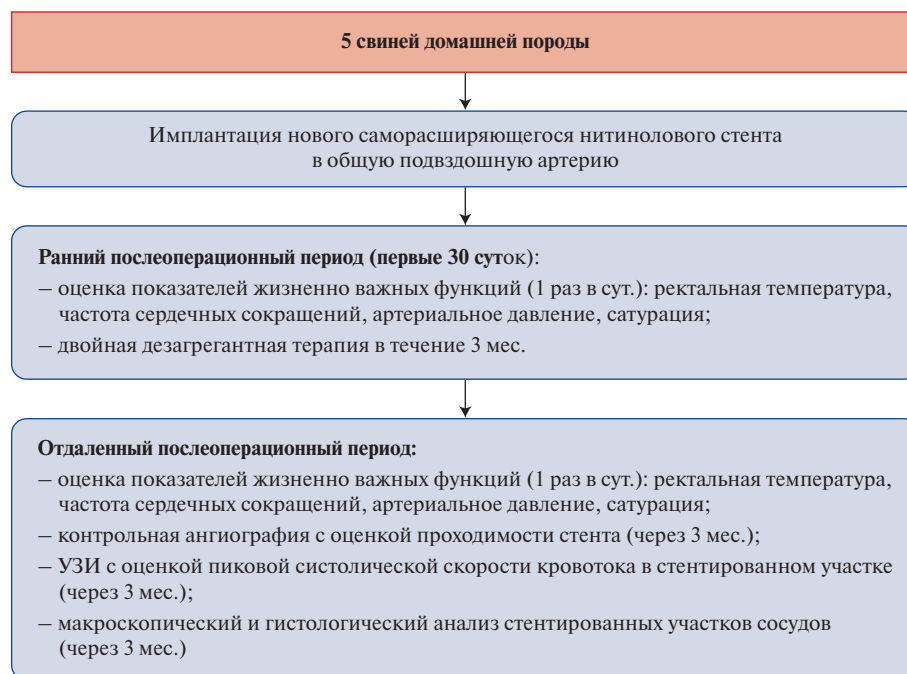 5 свиней домашней породы
Имплантация нового саморасширяющегося нитинолового стента
в общую подвздошную артерию
Ранний послеоперационный период (первые 30 суток):
– оценка показателей жизненно важных функций (1 раз в сут.): ректальная температура,
частота сердечных сокращений, артериальное давление, сатурация;
– двойная дезагрегантная терапия в течение 3 мес.
Отдаленный послеоперационный период:
– оценка показателей жизненно важных функций (1 раз в сут.): ректальная температура,
частота сердечных сокращений, артериальное давление, сатурация;
– контрольная ангиография с оценкой проходимости стента (через 3 мес.);
– УЗИ с оценкой пиковой систолической скорости кровотока в стентированном участке
(через 3 мес.);
– макроскопический и гистологический анализ стентированных участков сосудов
(через 3 мес.)